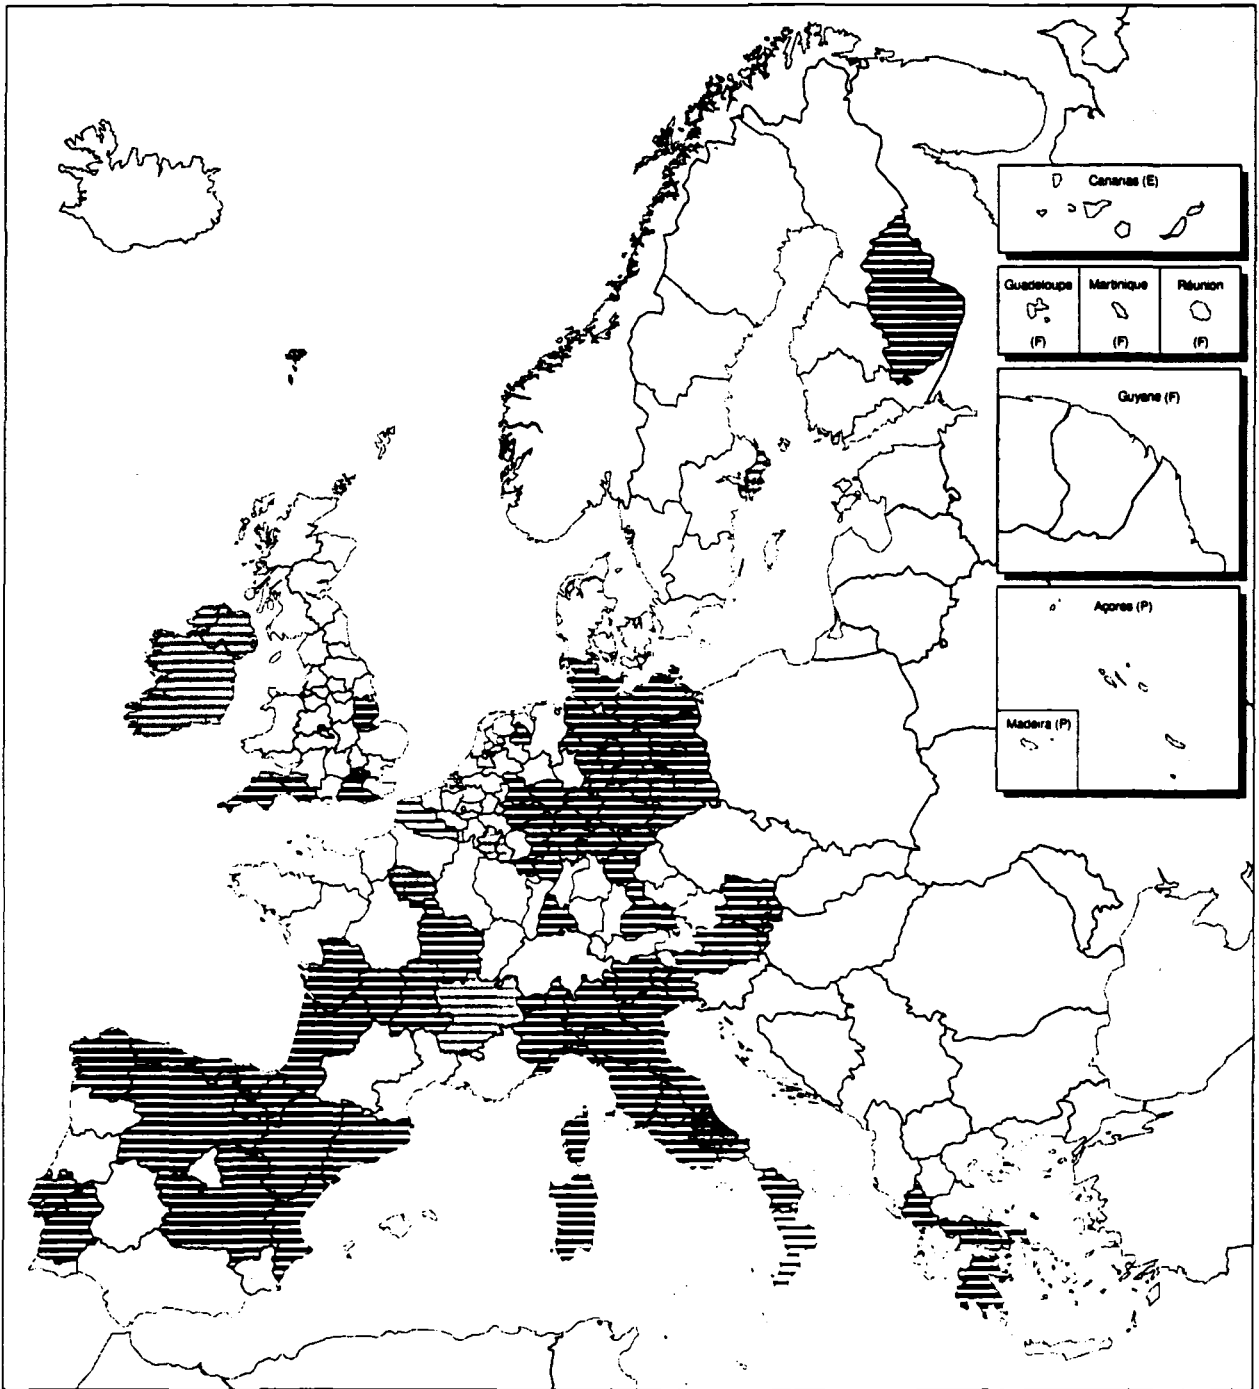 Canarias (E)
Guadeloupe
Martinique
Réunion
(F)
(F)
(F)
Guyane (F)
Açores (P)
Madeira (P)